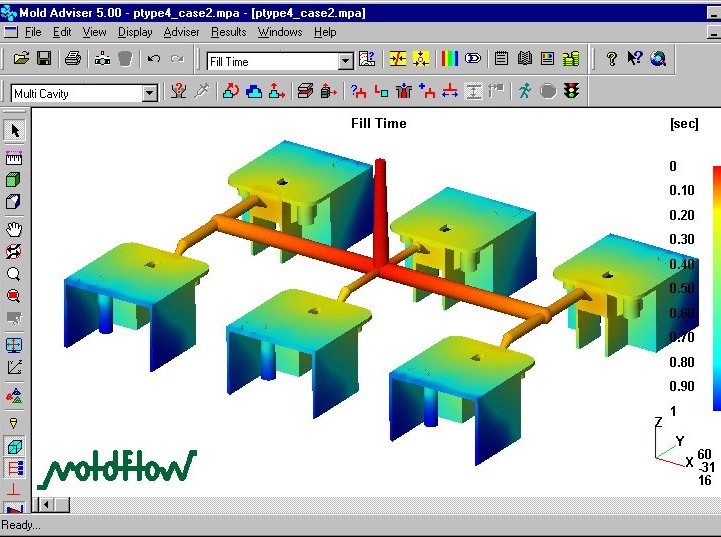 Mold Adviser 5.00 - ptype4_case2.mpa - [ptype4_case2.mpa]
File Edit View Display Adviser Results Windows Help
Fill Time
Multi Cavity
Fill Time
[sec]
0
0.10
0.20
0.30
0.40
0.50
0.60
0.70
0.80
0.90
1
Z
Y
X
60
-31
16
moldflow
Ready...